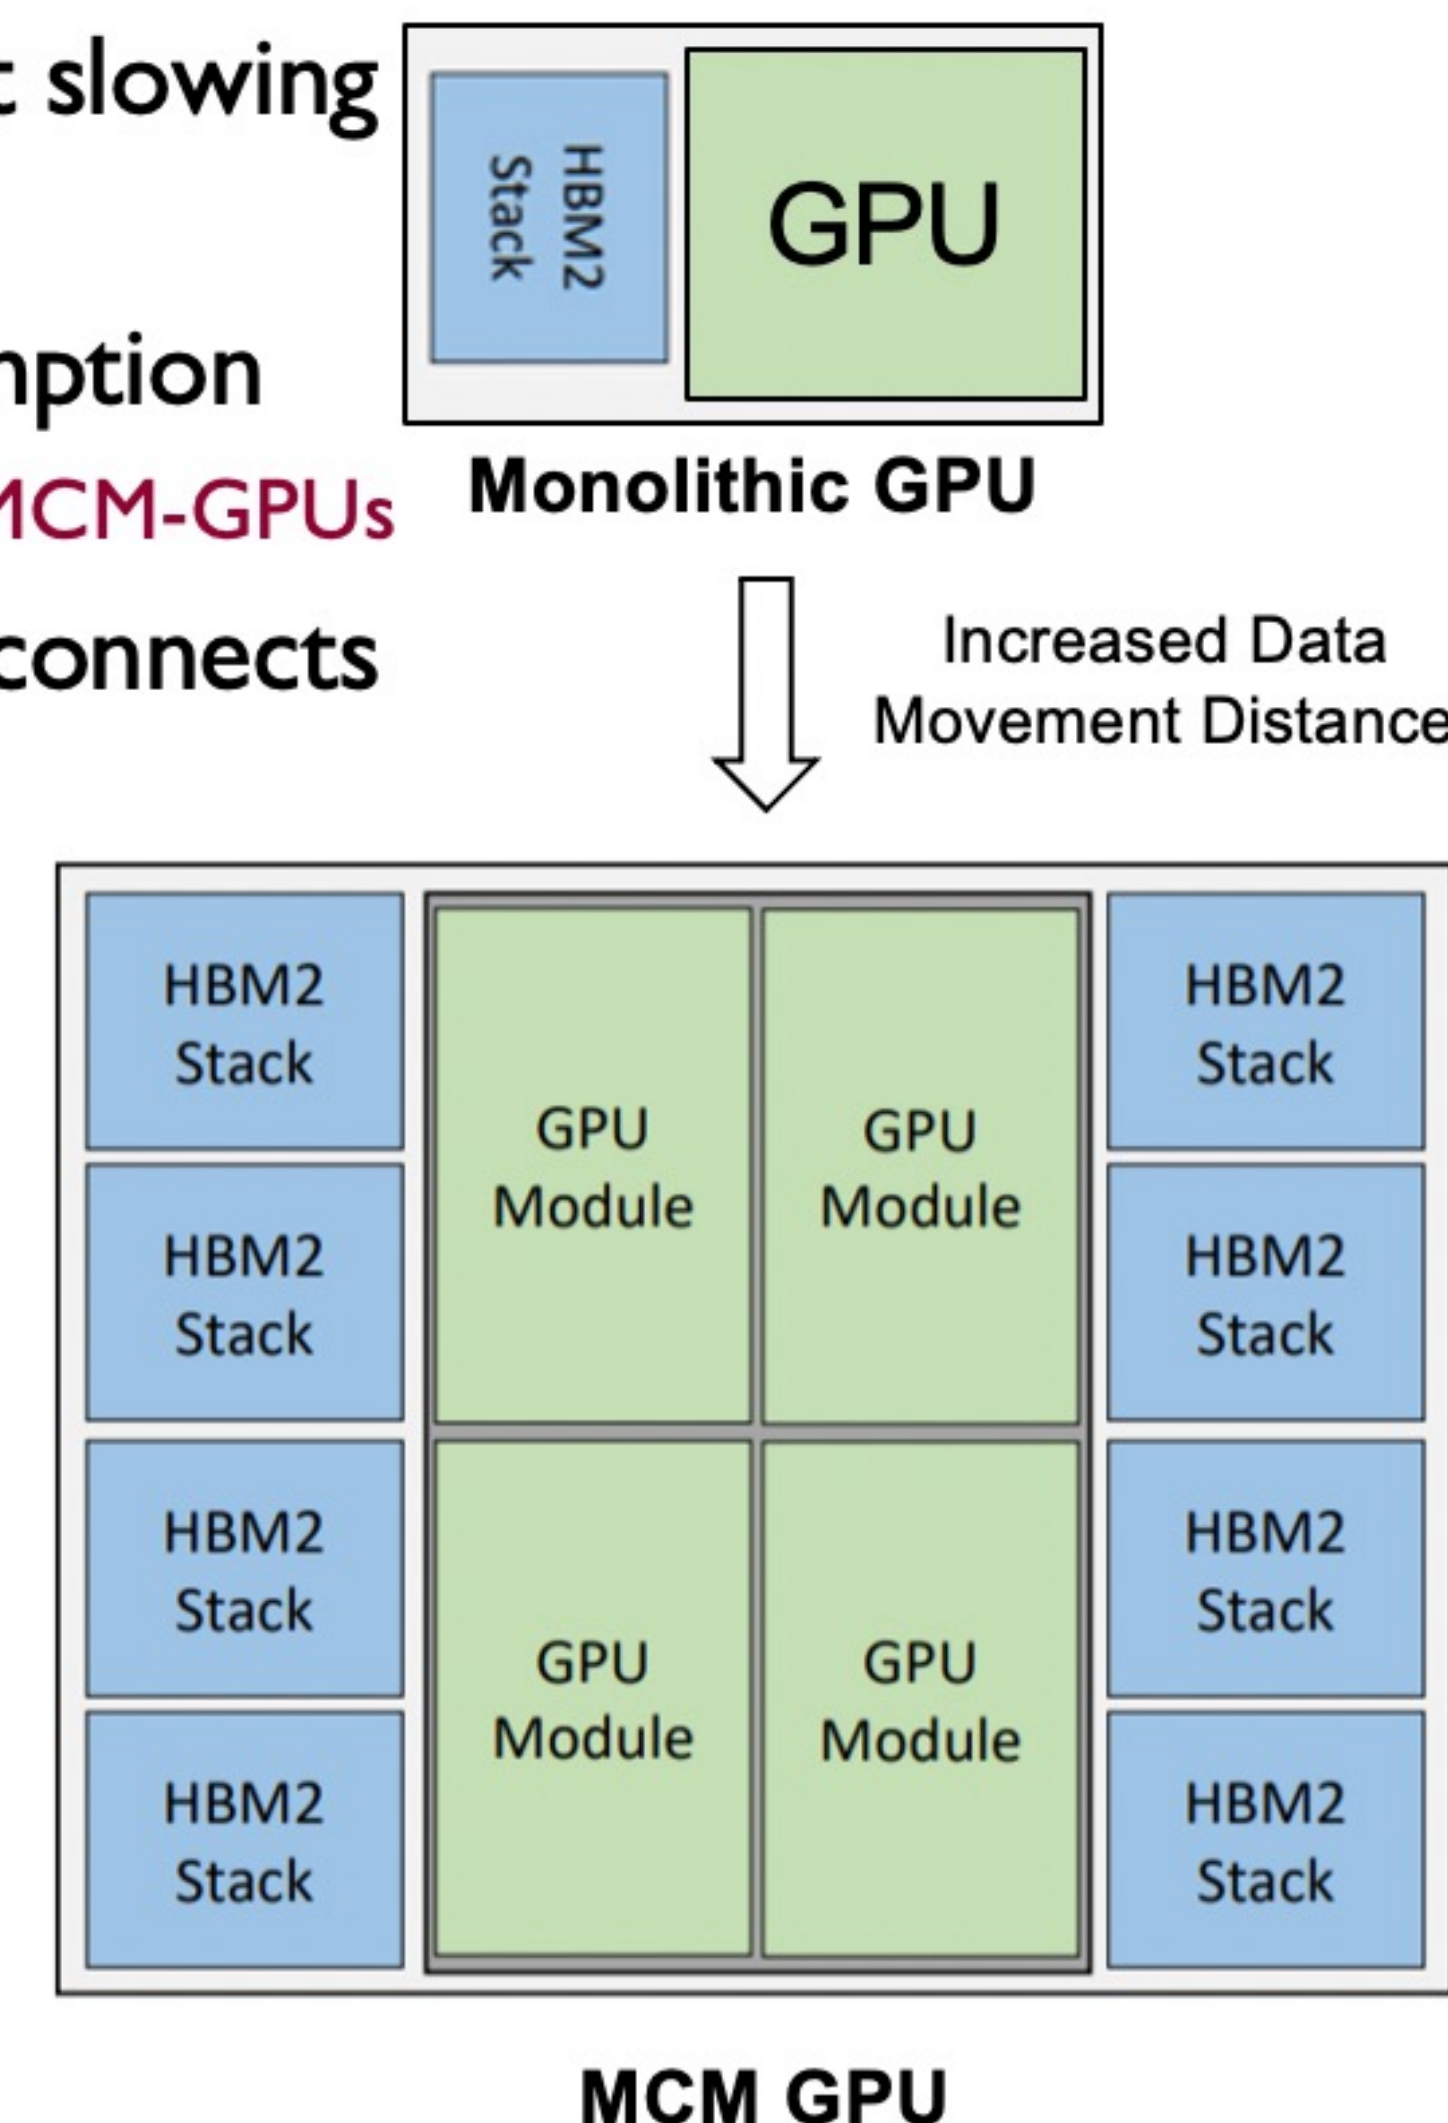 t slowing
HBM2
Stack
GPU
mption
MCM-GPUs
Monolithic GPU
connects
Increased Data
Movement Distance
HBM2
Stack
HBM2
Stack
HBM2
Stack
HBM2
Stack
GPU
Module
GPU
Module
GPU
Module
GPU
Module
HBM2
Stack
HBM2
Stack
HBM2
Stack
HBM2
Stack
MCM GPU